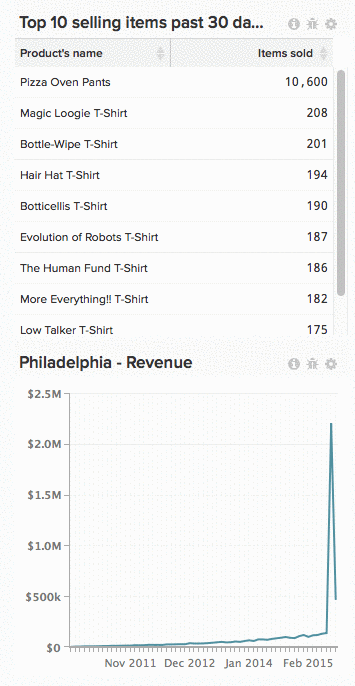 Top 10 selling items past 30 da...
Product's name Items sold
Pizza Oven Pants 10,600
Magic Loogie T-Shirt 208
Bottle-Wipe T-Shirt 201
Hair Hat T-Shirt 194
Botticellis T-Shirt 190
Evolution of Robots T-Shirt 187
The Human Fund T-Shirt 186
More Everything!! T-Shirt 182
Low Talker T-Shirt 175
Philadelphia - Revenue
$2.5M
$2.0M
$1.5M
$1.0M
$500k
$0
Nov 2011 Dec 2012 Jan 2014 Feb 2015